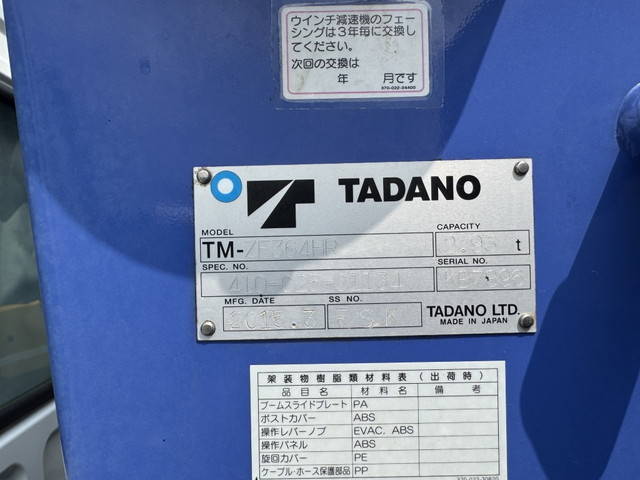 ウインチ減速機のフェー
シングは3年毎に交換し
てください。
次回の交換は
年 月です
370-022-24400
TADANO
MODEL CAPACITY
TM-ZE364HR t
SPEC. NO. SERIAL NO.
MFG. DATE SS NO.
TADANO LTD.
MADE IN JAPAN
架装物樹脂類材料表(出荷時)
品目名 材料名 備考
ブームスライドプレート PA
ポストカバー ABS
操作レバーノブ EVAC. ABS
操作パネル ABS
旋回カバー PE
ケーブル・ホース保護部品 PP